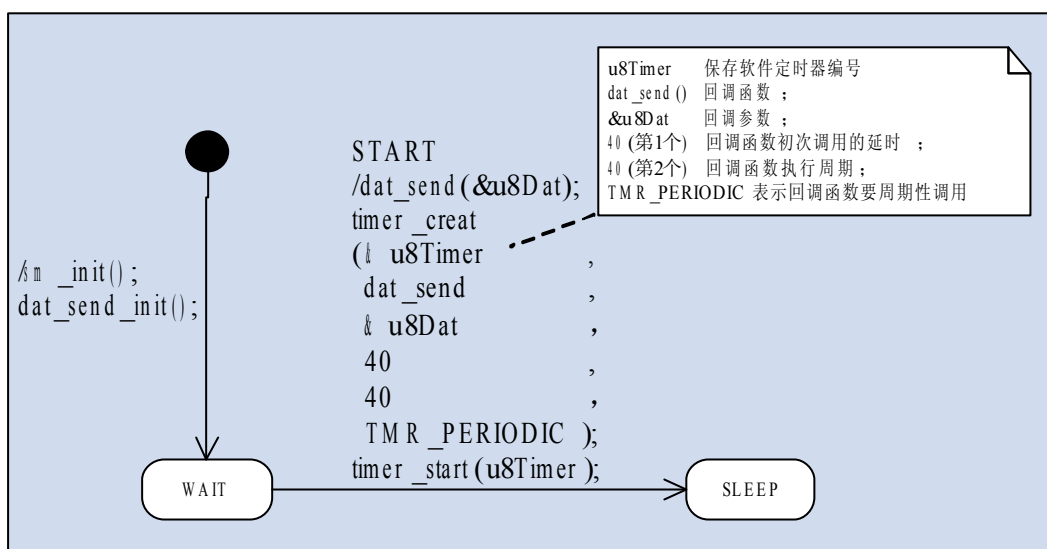 u8Timer 保存软件定时器编号
dat_send() 回调函数 ;
&u8Dat 回调参数 ;
40 (第1个) 回调函数初次调用的延时 ;
40 (第2个) 回调函数执行周期 ;
TMR_PERIODIC 表示回调函数要周期性调用
START
/dat_send(&u8Dat);
timer_creat
(& u8Timer ,
dat_send ,
& u8Dat ,
40 ,
40 ,
TMR_PERIODIC );
timer_start(u8Timer );
/sm_init();
dat_send_init();
WAIT
SLEEP